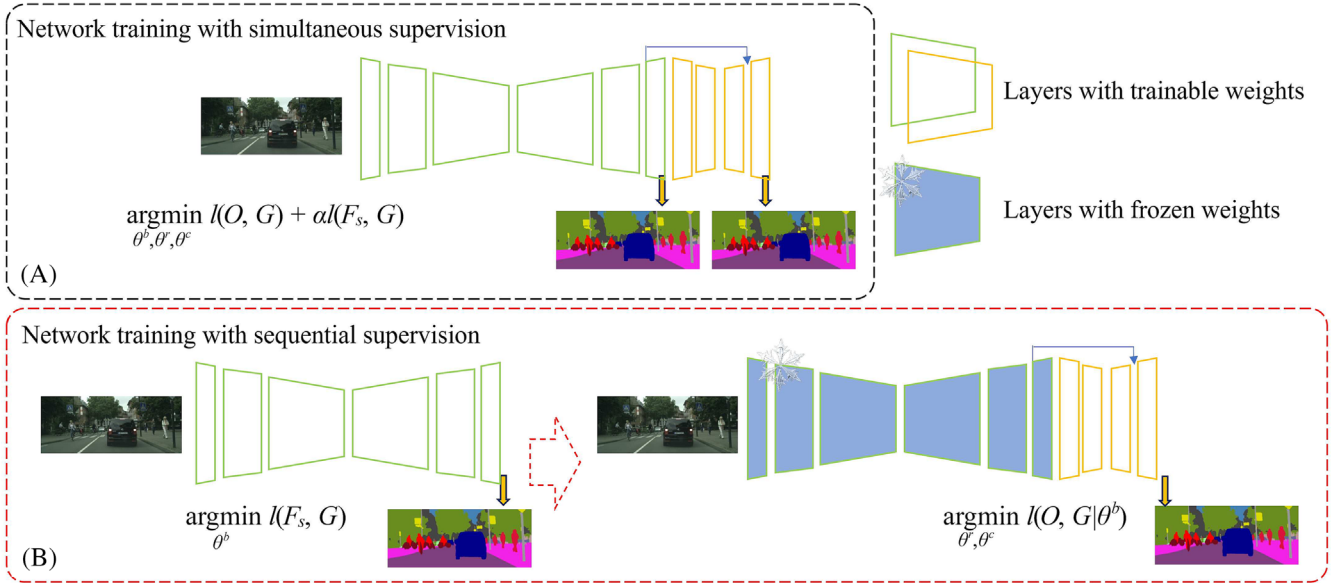 Network training with simultaneous supervision
argmin l(O, G) + αl(Fₛ, G)
θᵇ,θʳ,θᶜ
(A)
Layers with trainable weights
Layers with frozen weights
Network training with sequential supervision
argmin l(Fₛ, G)
θᵇ
argmin l(O, G|θᵇ)
θʳ,θᶜ
(B)